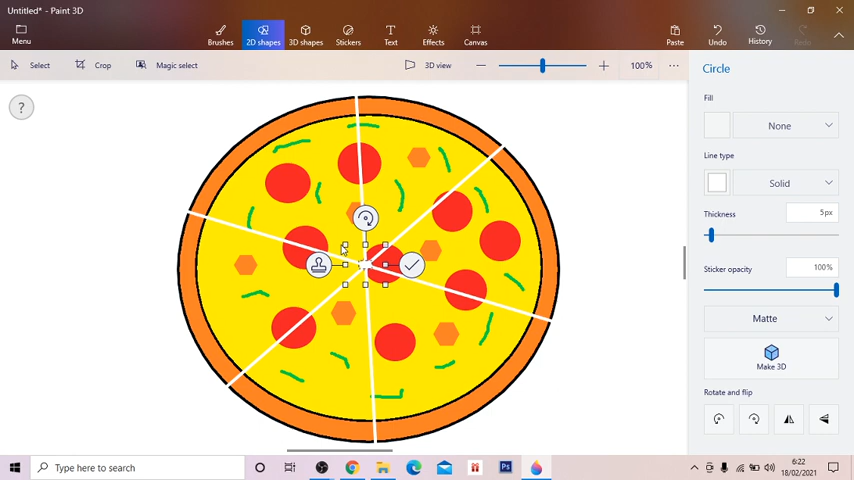 Untitled* - Paint 3D
Menu
Brushes
2D shapes
3D shapes
Stickers
Text
Effects
Canvas
Paste
Undo
History
Redo
Select
Crop
Magic select
3D view
100%
?
Circle
Fill
None
Line type
Solid
Thickness
5px
Sticker opacity
100%
Matte
Make 3D
Rotate and flip
Type here to search
Ps
6:22
18/02/2021